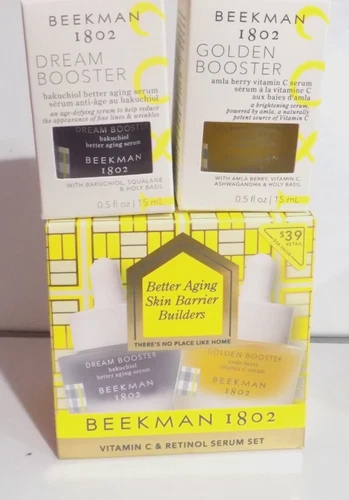 BEEKMAN
1802
DREAM
BOOSTER
bakuchiol better aging serum
sérum anti-âge au bakuchiol
an age-defying serum to help reduce
the appearance of fine lines & wrinkles
DREAM BOOSTER
bakuchiol
better aging serum
BEEKMAN
1802
WITH BAKUCHIOL, SQUALANE
& HOLY BASIL
0.5 fl oz | 15 mL
BEEKMAN
1802
GOLDEN
BOOSTER
amla berry vitamin C serum
sérum à la vitamine C
aux baies d'amla
a brightening serum,
powered by amla, a naturally
potent source of Vitamin C
WITH AMLA BERRY, VITAMIN C,
ASHWAGANDHA & HOLY BASIL
0.5 fl oz | 15 mL
$39
RETAIL
Better Aging
Skin Barrier
Builders
THERE'S NO PLACE LIKE HOME
DREAM BOOSTER
bakuchiol
better aging serum
BEEKMAN
1802
GOLDEN BOOSTER
amla berry
vitamin C serum
BEEKMAN
1802
BEEKMAN 1802
VITAMIN C & RETINOL SERUM SET